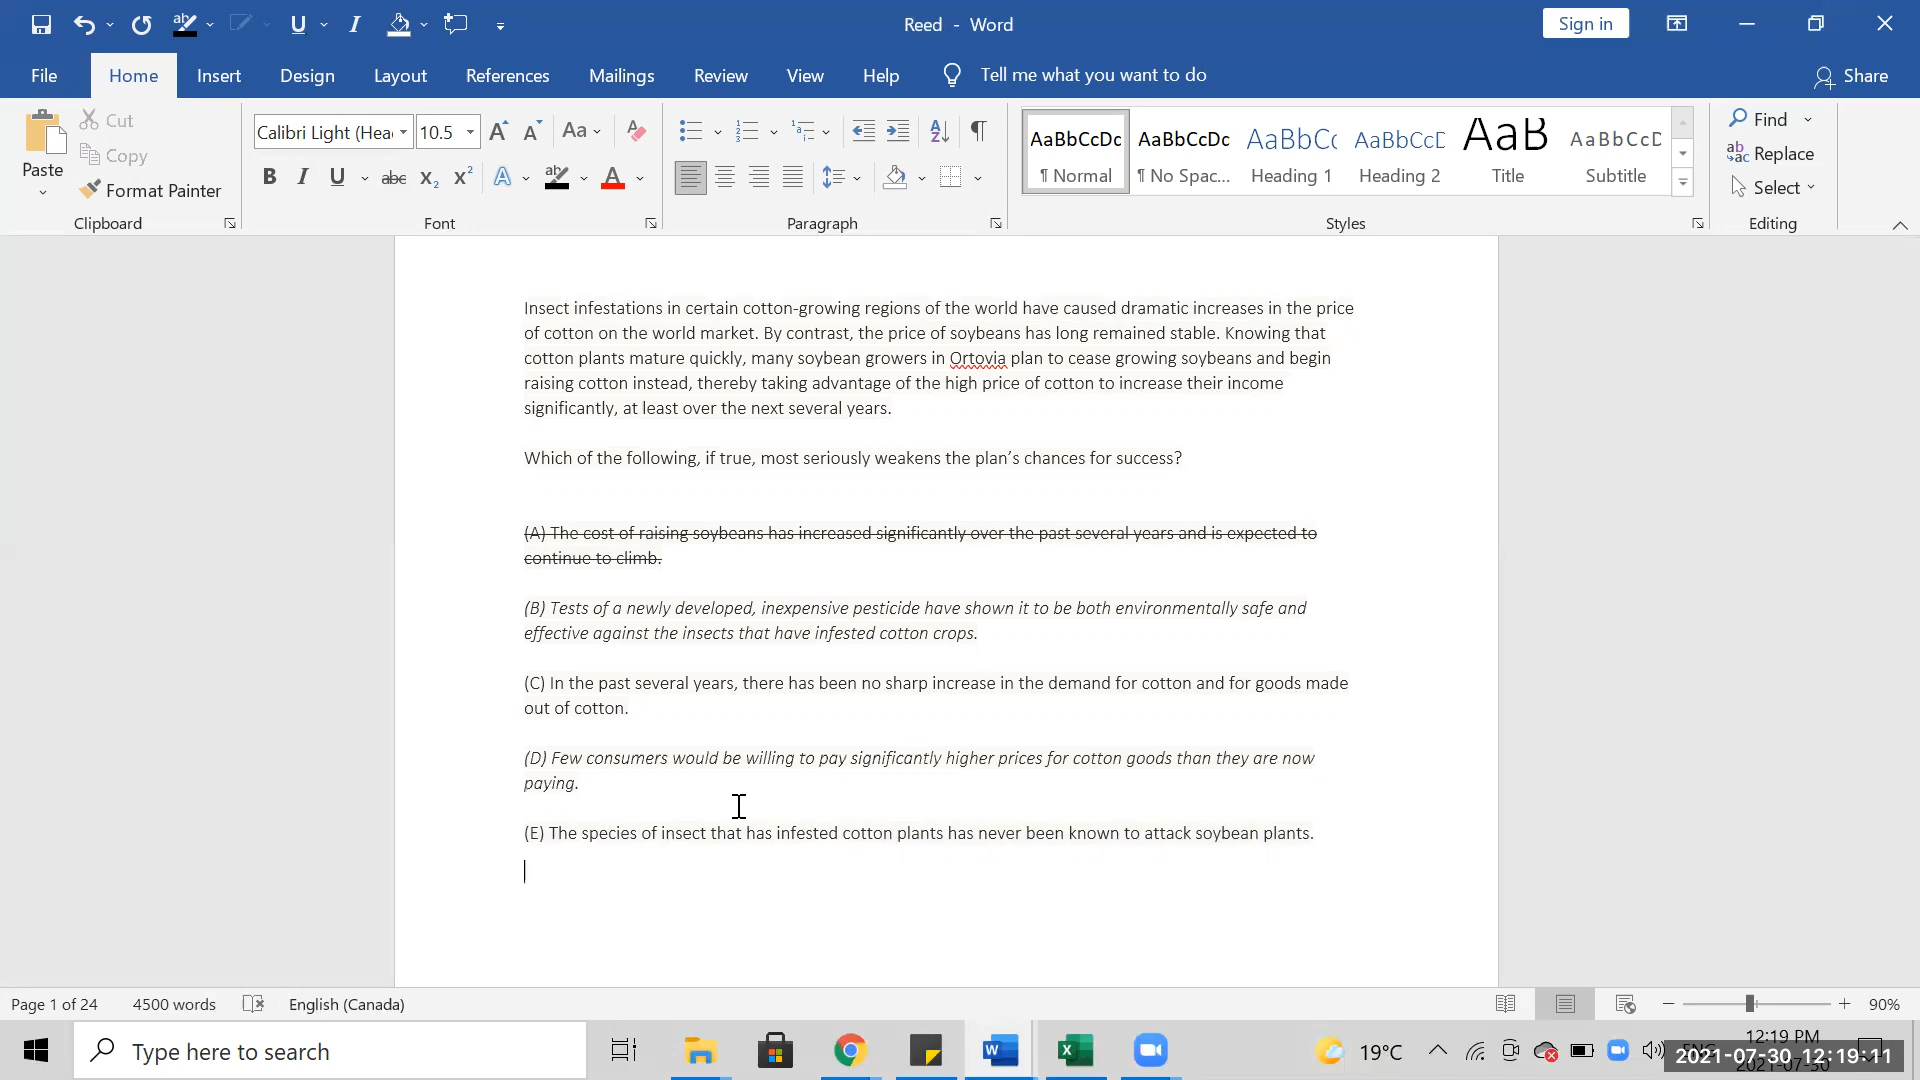 Reed - Word
Sign in
File Home Insert Design Layout References Mailings Review View Help Tell me what you want to do Share
Paste
Cut
Copy
Format Painter
Clipboard
Calibri Light (Hea 10.5
Font
Paragraph
AaBbCcDc AaBbCcDc AaBbCc AaBbCcD AaB AaBbCcD
¶ Normal ¶ No Spac... Heading 1 Heading 2 Title Subtitle
Styles
Find
Replace
Select
Editing
Insect infestations in certain cotton-growing regions of the world have caused dramatic increases in the price
of cotton on the world market. By contrast, the price of soybeans has long remained stable. Knowing that
cotton plants mature quickly, many soybean growers in Ortovia plan to cease growing soybeans and begin
raising cotton instead, thereby taking advantage of the high price of cotton to increase their income
significantly, at least over the next several years.
Which of the following, if true, most seriously weakens the plan’s chances for success?
(A) The cost of raising soybeans has increased significantly over the past several years and is expected to
continue to climb.
(B) Tests of a newly developed, inexpensive pesticide have shown it to be both environmentally safe and
effective against the insects that have infested cotton crops.
(C) In the past several years, there has been no sharp increase in the demand for cotton and for goods made
out of cotton.
(D) Few consumers would be willing to pay significantly higher prices for cotton goods than they are now
paying.
(E) The species of insect that has infested cotton plants has never been known to attack soybean plants.
Page 1 of 24 4500 words English (Canada) 90%
Type here to search
19°C
12:19 PM
2021-07-30 12:19:11